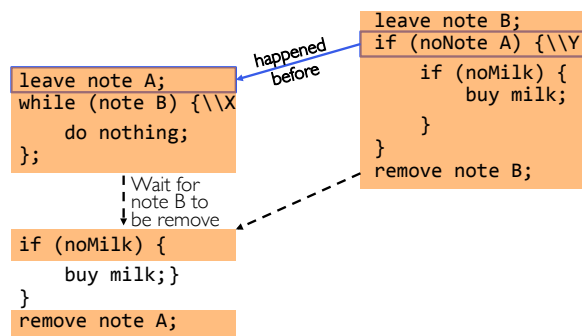 leave note A;
while (note B) {\\X
do nothing;
};
Wait for
note B to
be remove
if (noMilk) {
buy milk;}
}
remove note A;
happened
before
leave note B;
if (noNote A) {\\Y
if (noMilk) {
buy milk;
}
}
remove note B;